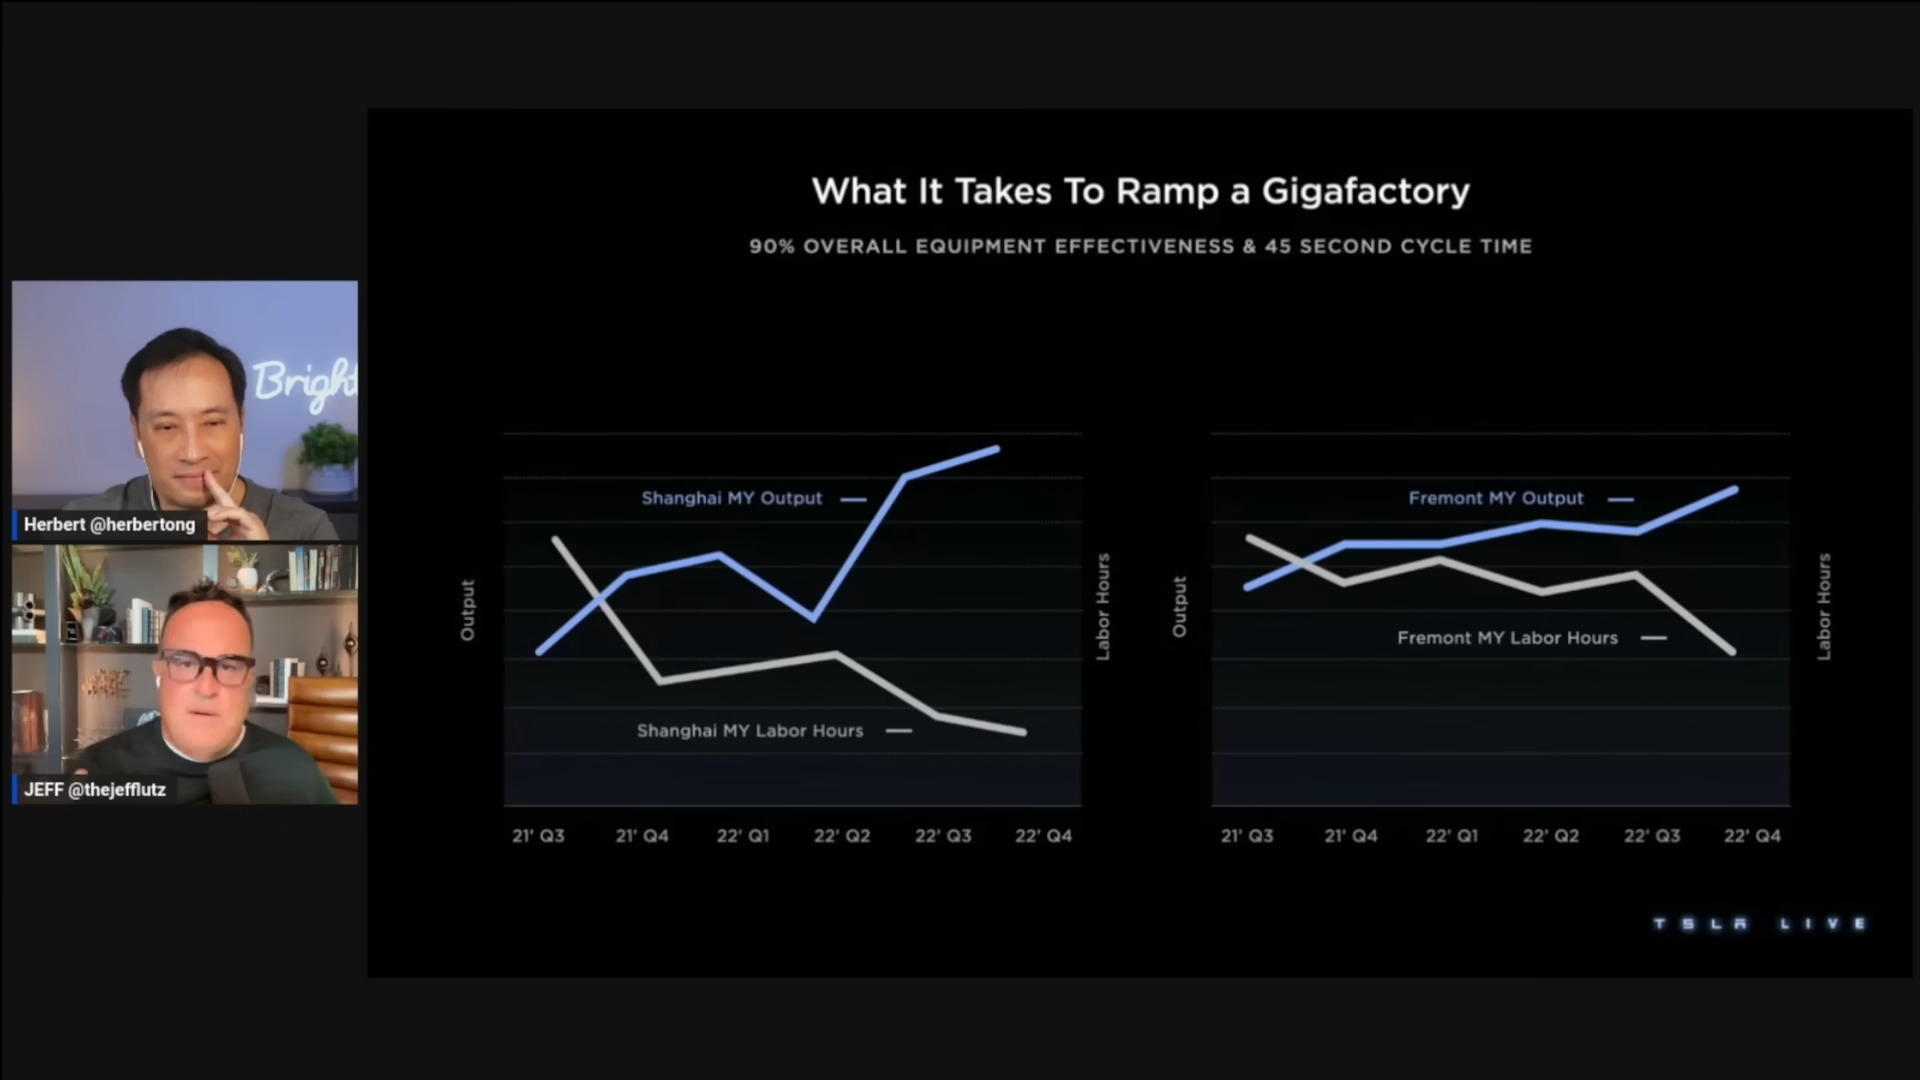 What It Takes To Ramp a Gigafactory
90% OVERALL EQUIPMENT EFFECTIVENESS & 45 SECOND CYCLE TIME
Bright
Herbert @herbertong
JEFF @thejefflutz
Output
Shanghai MY Output
Shanghai MY Labor Hours
Labor Hours
21' Q3 21' Q4 22' Q1 22' Q2 22' Q3 22' Q4
Output
Fremont MY Output
Fremont MY Labor Hours
Labor Hours
21' Q3 21' Q4 22' Q1 22' Q2 22' Q3 22' Q4
TSLA LIVE